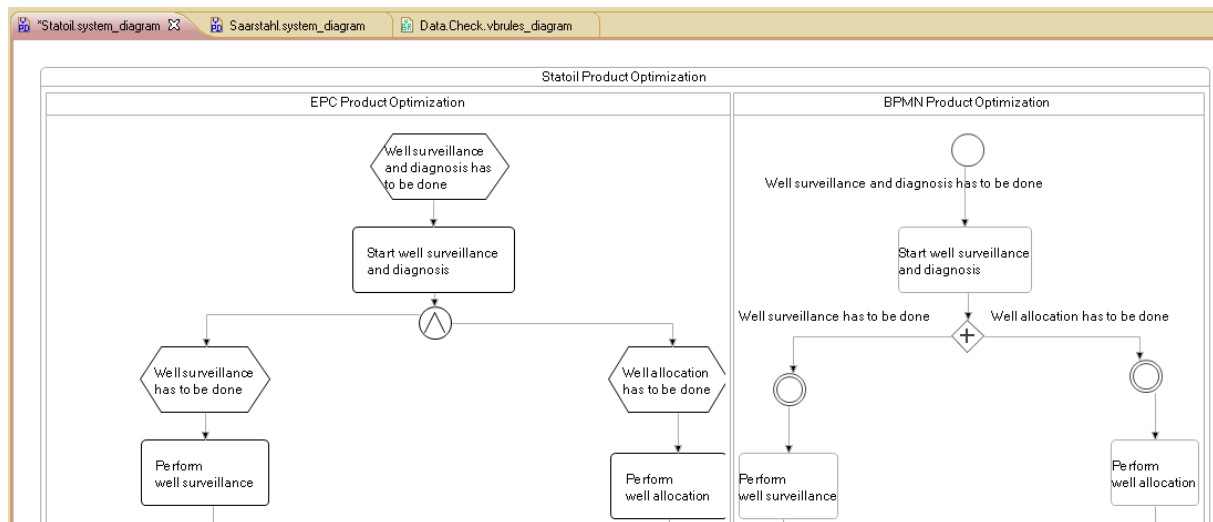 *Statoil.system_diagram
Saarstahl.system_diagram
Data.Check.vbrules_diagram
Statoil Product Optimization
EPC Product Optimization
Well surveillance
and diagnosis has
to be done
Start well surveillance
and diagnosis
Well surveillance
has to be done
Well allocation
has to be done
Perform
well surveillance
Perform
well allocation
BPMN Product Optimization
Well surveillance and diagnosis has to be done
Start well surveillance
and diagnosis
Well surveillance has to be done
Well allocation has to be done
Perform
well surveillance
Perform
well allocation